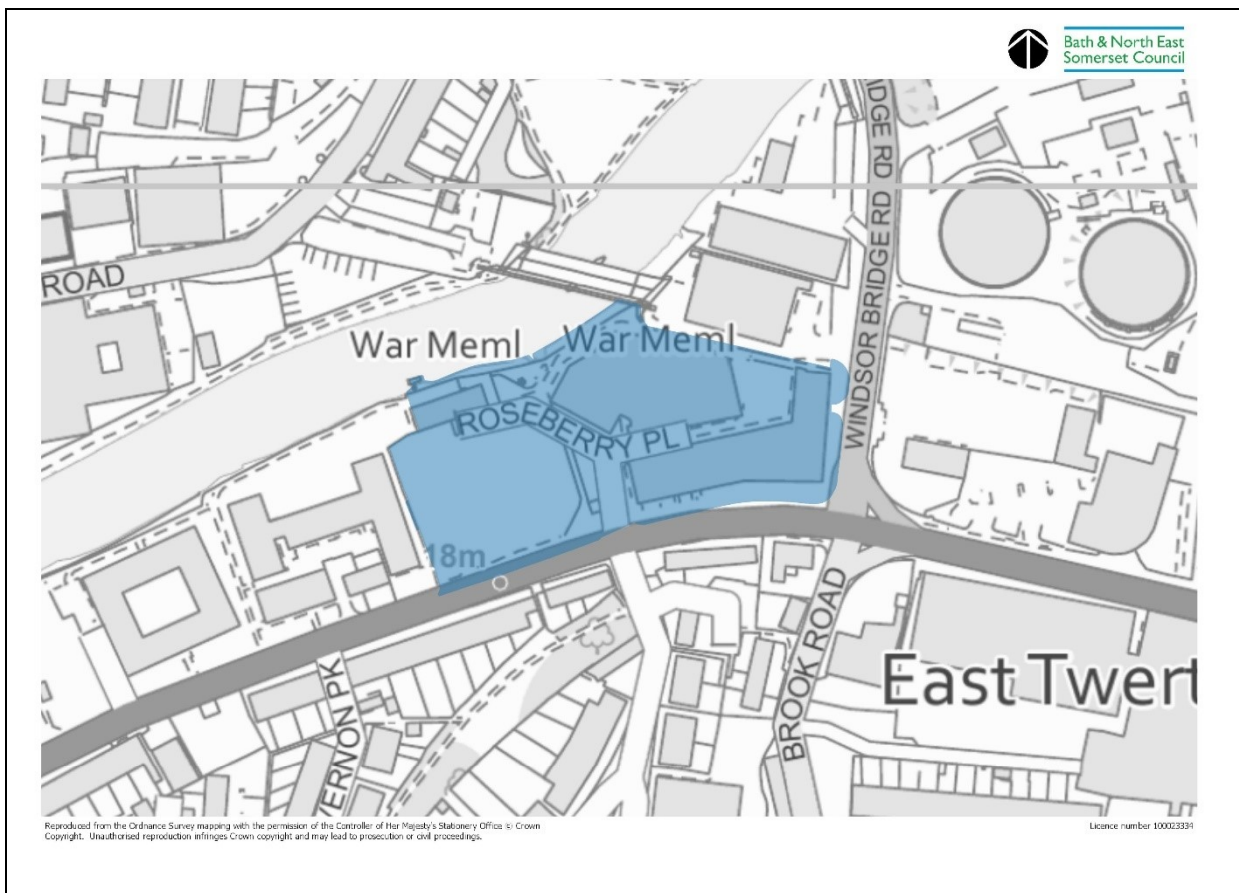 Bath & North East
Somerset Council
IDGE RD
WINDSOR BRIDGE RD
ROAD
War Meml
War Meml
ROSEBERRY PL
18m
VERNON PK
BROOK ROAD
East Twert
Reproduced from the Ordnance Survey mapping with the permission of the Controller of Her Majesty's Stationery Office (c) Crown
Copyright. Unauthorised reproduction infringes Crown copyright and may lead to prosecution or civil proceedings.
Licence number 100023334